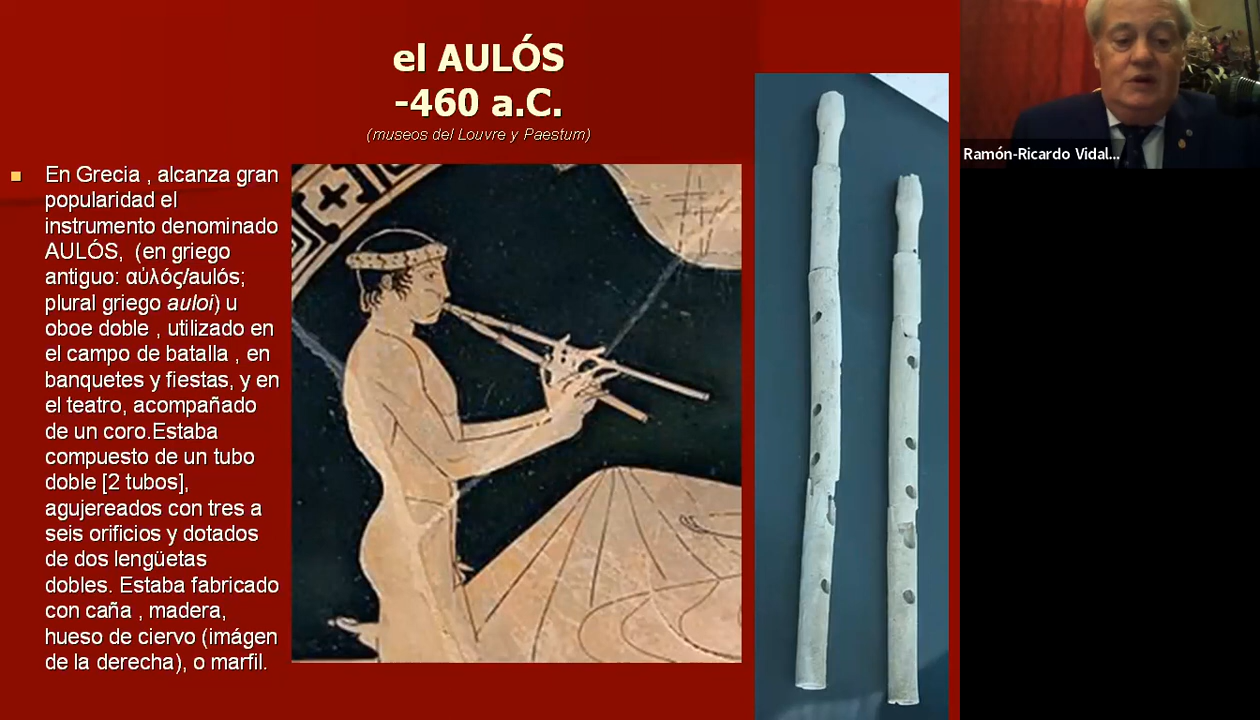 el AULÓS
-460 a.C.
(museos del Louvre y Paestum)
En Grecia , alcanza gran
popularidad el
instrumento denominado
AULÓS, (en griego
antiguo: αὐλός/aulós;
plural griego auloi) u
oboe doble , utilizado en
el campo de batalla , en
banquetes y fiestas, y en
el teatro, acompañado
de un coro.Estaba
compuesto de un tubo
doble [2 tubos],
agujereados con tres a
seis orificios y dotados
de dos lengüetas
dobles. Estaba fabricado
con caña , madera,
hueso de ciervo (imágen
de la derecha), o marfil.
Ramón-Ricardo Vidal...